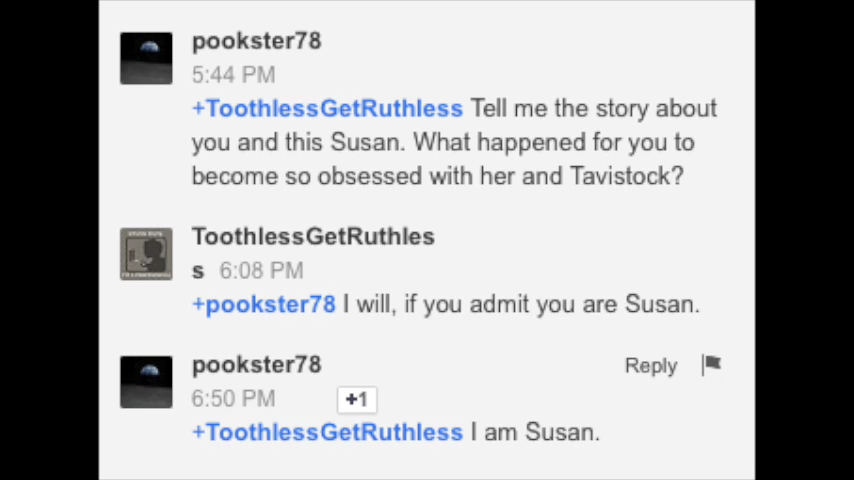 pookster78
5:44 PM
+ToothlessGetRuthless Tell me the story about
you and this Susan. What happened for you to
become so obsessed with her and Tavistock?
ToothlessGetRuthles
s 6:08 PM
+pookster78 I will, if you admit you are Susan.
pookster78 Reply
6:50 PM +1
+ToothlessGetRuthless I am Susan.